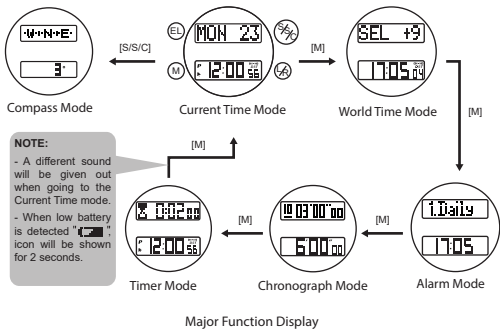 ·W·N·E·
3°
Compass Mode
[S/S/C]
EL
M
S/S/C
L/R
MON 23
P 12:00 56
Current Time Mode
[M]
SEL +9
17:05 04
World Time Mode
[M]
1.Daily
17:05
Alarm Mode
[M]
03'00"00
6:00 00
Chronograph Mode
[M]
0:02 00
P 12:00 56
Timer Mode
[M]
NOTE:
- A different sound
will be given out
when going to the
Current Time mode.
- When low battery
is detected " "
icon will be shown
for 2 seconds.
Major Function Display